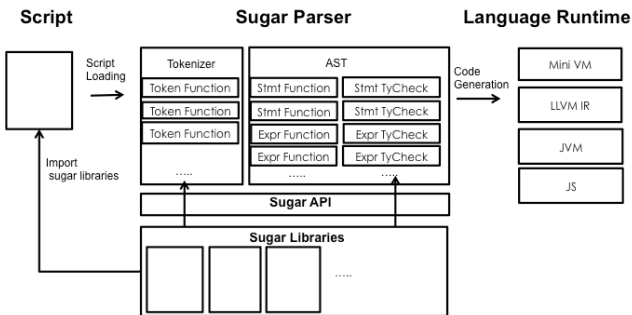 Script
Sugar Parser
Language Runtime
Script
Loading
Tokenizer
Token Function
Token Function
Token Function
.....
AST
Stmt Function
Stmt TyCheck
Stmt Function
Stmt TyCheck
Expr Function
Expr TyCheck
Expr Function
Expr TyCheck
.....
.....
Code
Generation
Mini VM
LLVM IR
JVM
JS
Import
sugar libraries
Sugar API
Sugar Libraries
.....